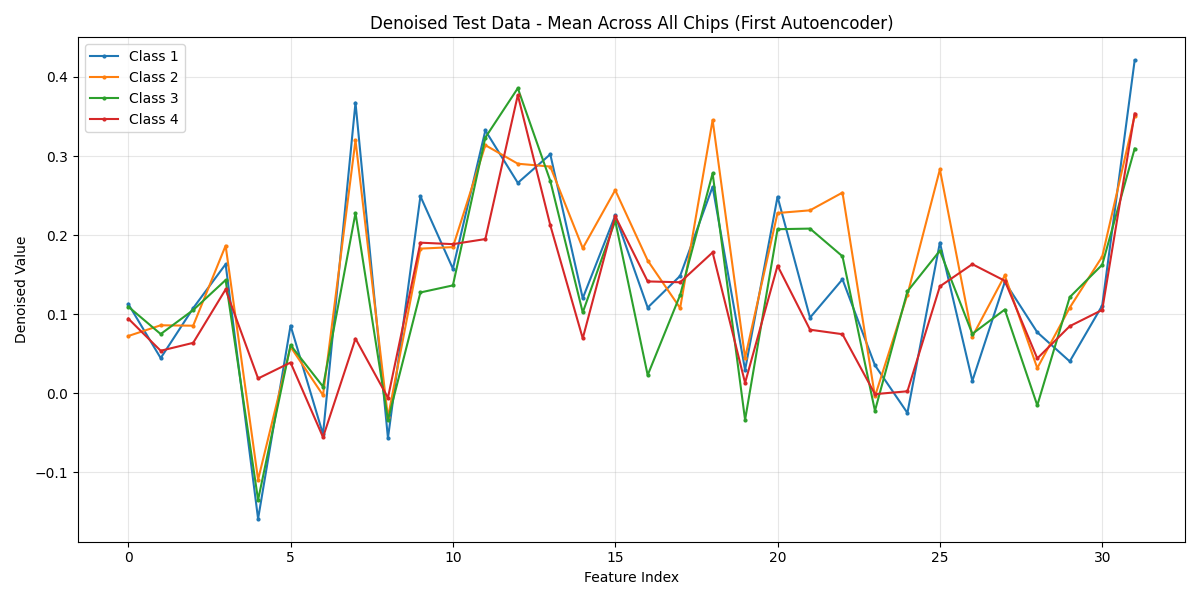 Denoised Test Data - Mean Across All Chips (First Autoencoder)
Class 1
Class 2
Class 3
Class 4
Denoised Value
0.4
0.3
0.2
0.1
0.0
−0.1
0 5 10 15 20 25 30
Feature Index